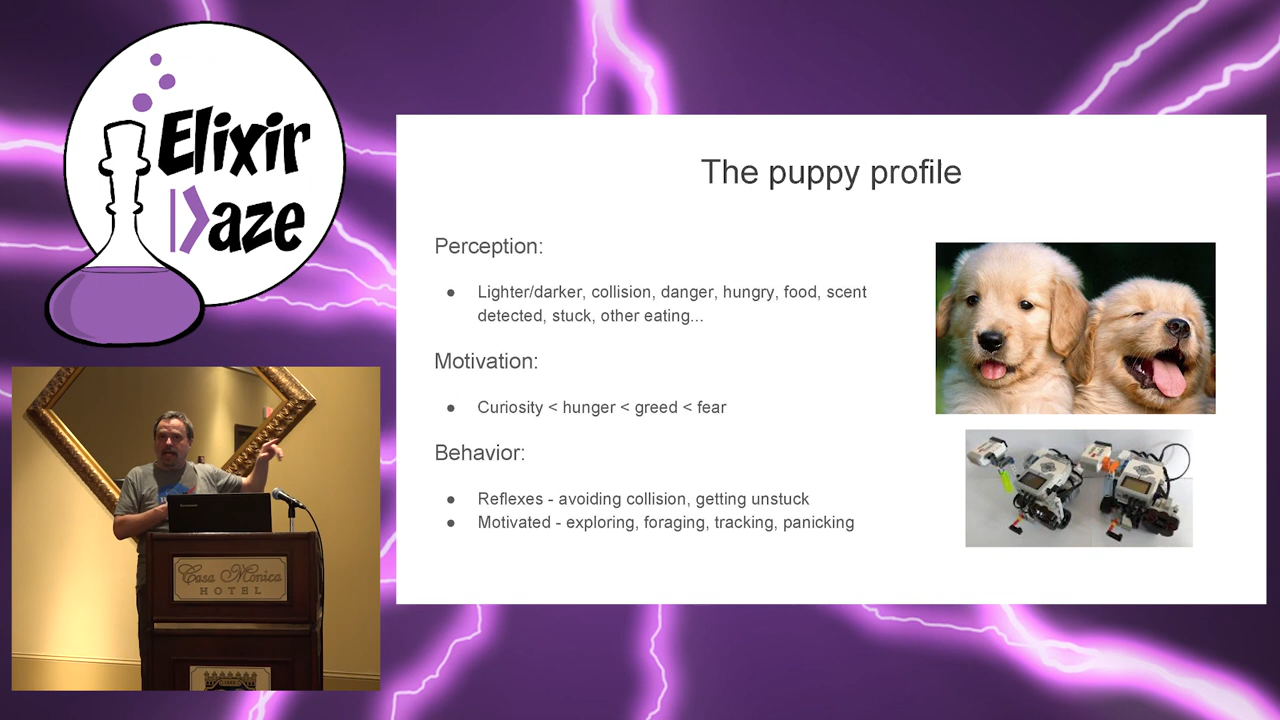 Elixir
Daze
The puppy profile
Perception:
● Lighter/darker, collision, danger, hungry, food, scent
detected, stuck, other eating...
Motivation:
● Curiosity < hunger < greed < fear
Behavior:
● Reflexes - avoiding collision, getting unstuck
● Motivated - exploring, foraging, tracking, panicking
Casa Monica
HOTEL